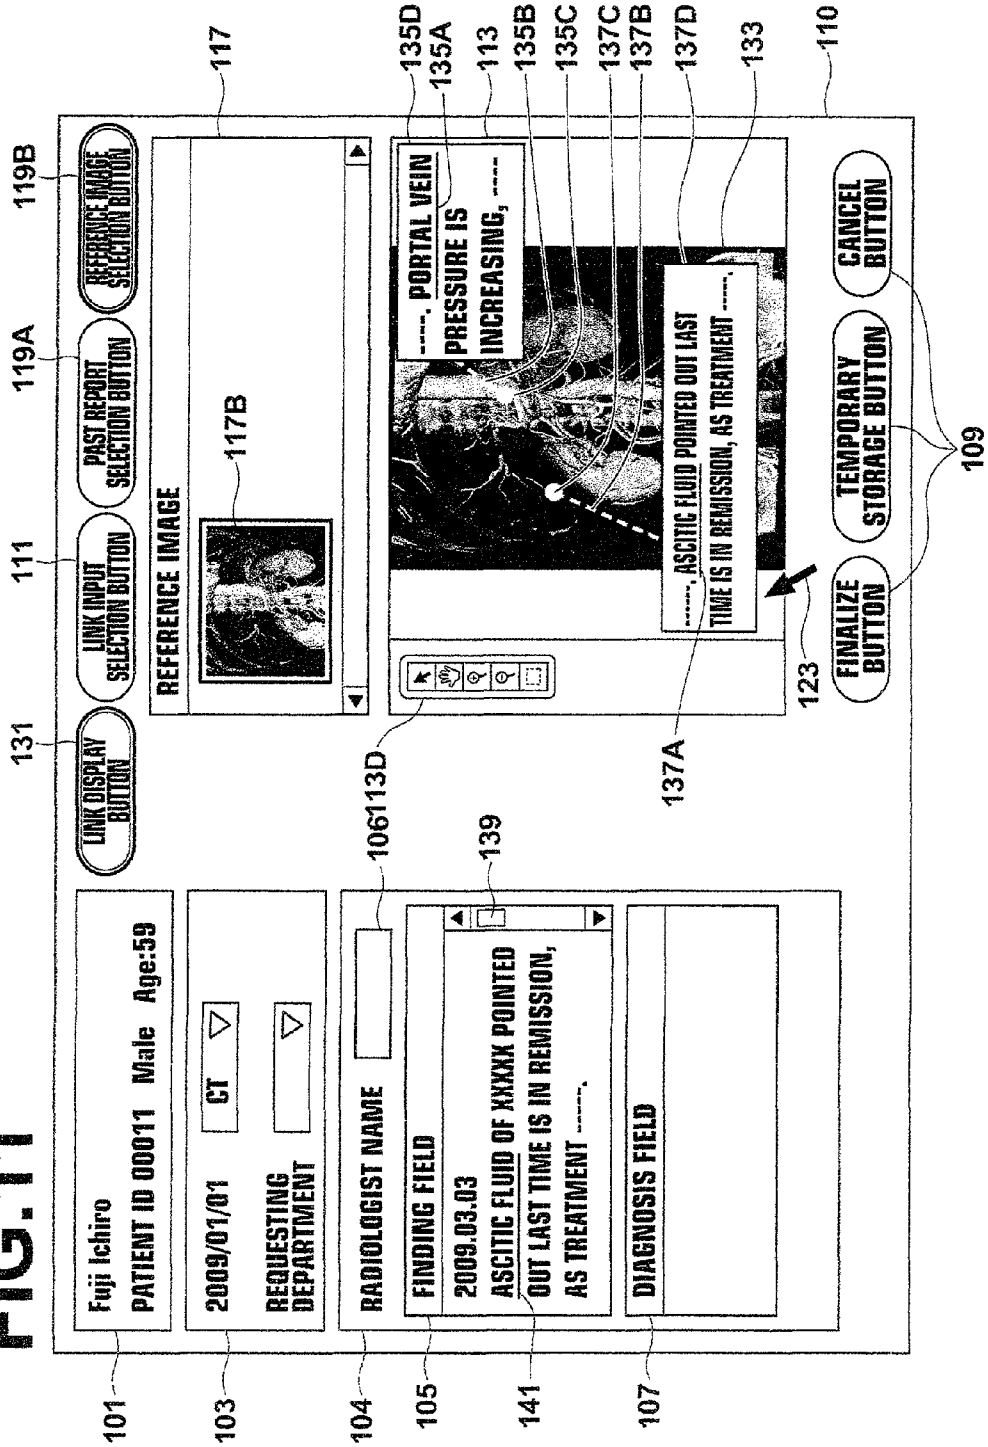 FIG.11
131
111
119A
119B
LINK DISPLAY
BUTTON
LINK INPUT
SELECTION BUTTON
PAST REPORT
SELECTION BUTTON
REFERENCE IMAGE
SELECTION BUTTON
101
Fuji Ichiro
PATIENT ID 00011 Male Age:59
103
2009/01/01
CT
REQUESTING
DEPARTMENT
REFERENCE IMAGE
117B
117
104
RADIOLOGIST NAME
106
113D
105
FINDING FIELD
2009.03.03
ASCITIC FLUID OF XXXXX POINTED
OUT LAST TIME IS IN REMISSION,
AS TREATMENT -----.
139
141
107
DIAGNOSIS FIELD
----. PORTAL VEIN
PRESSURE IS
INCREASING, ----
135D
135A
113
135B
135C
137C
137B
137D
133
110
------. ASCITIC FLUID POINTED OUT LAST
TIME IS IN REMISSION, AS TREATMENT -----.
137A
123
FINALIZE
BUTTON
TEMPORARY
STORAGE BUTTON
CANCEL
BUTTON
109